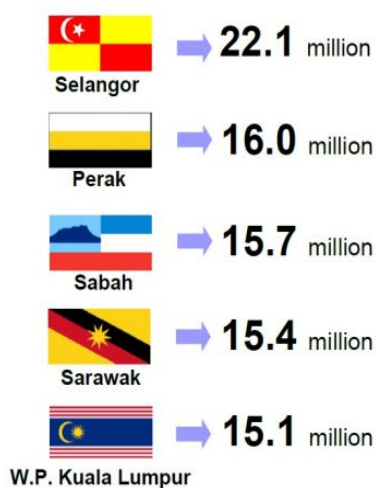 22.1 million
Selangor
16.0 million
Perak
15.7 million
Sabah
15.4 million
Sarawak
15.1 million
W.P. Kuala Lumpur